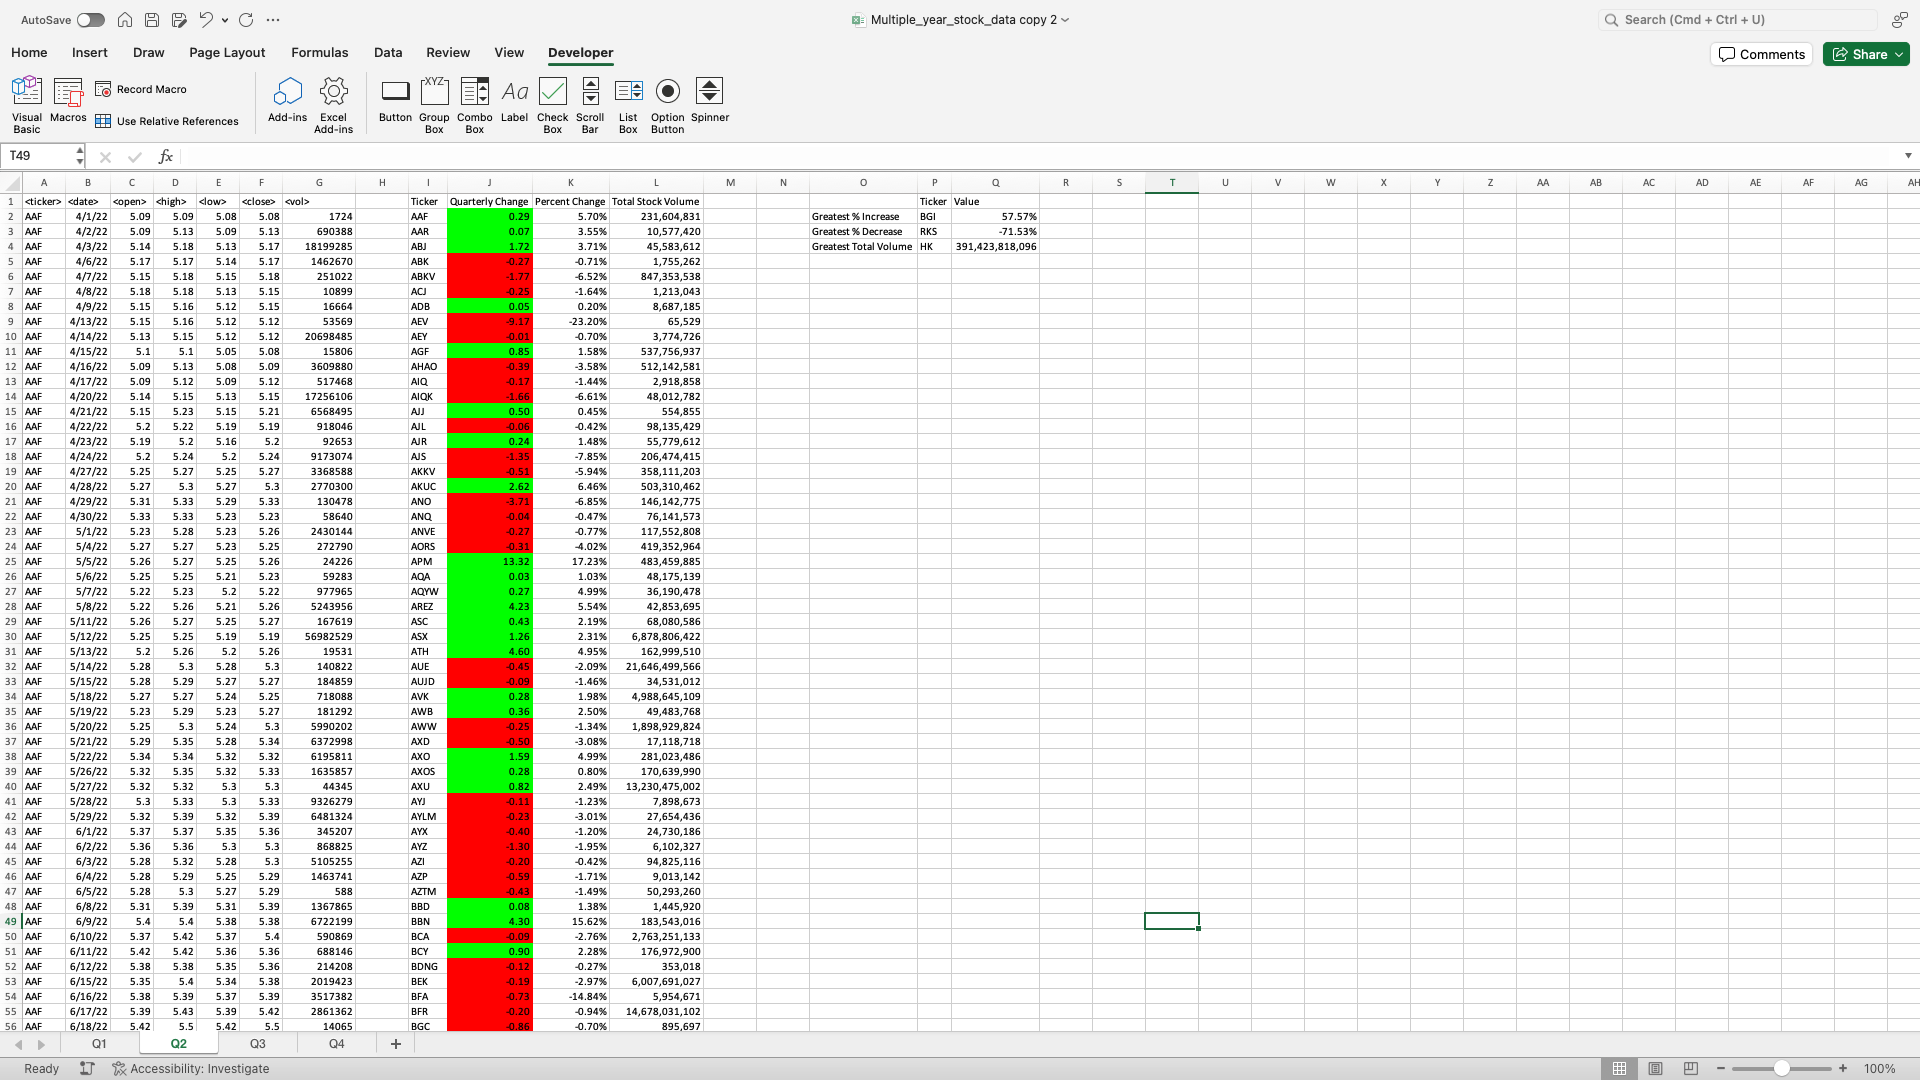 AutoSave
Multiple_year_stock_data copy 2
Search (Cmd + Ctrl + U)
Home Insert Draw Page Layout Formulas Data Review View Developer
Comments Share
Visual Basic Macros Record Macro Use Relative References Add-ins Excel Add-ins Button Group Box Combo Box Label Check Box Scroll Bar List Box Option Button Spinner
T49 fx
A B C D E F G H I J K L M N O P Q R S T U V W X Y Z AA AB AC AD AE AF AG AH
1 <ticker> <date> <open> <high> <low> <close> <vol> Ticker Quarterly Change Percent Change Total Stock Volume Ticker Value
2 AAF 4/1/22 5.09 5.09 5.08 5.08 1724 AAF 0.29 5.70% 231,604,831 Greatest % Increase BGI 57.57%
3 AAF 4/2/22 5.09 5.13 5.09 5.13 690388 AAR 0.07 3.55% 10,577,420 Greatest % Decrease RKS -71.53%
4 AAF 4/3/22 5.14 5.18 5.13 5.17 18199285 ABJ 1.72 3.71% 45,583,612 Greatest Total Volume HK 391,423,818,096
5 AAF 4/6/22 5.17 5.17 5.14 5.17 1462670 ABK -0.27 -0.71% 1,755,262
6 AAF 4/7/22 5.15 5.18 5.15 5.18 251022 ABKV -1.77 -6.52% 847,353,538
7 AAF 4/8/22 5.18 5.18 5.13 5.15 10899 ACJ -0.25 -1.64% 1,213,043
8 AAF 4/9/22 5.15 5.16 5.12 5.15 16664 ADB 0.05 0.20% 8,687,185
9 AAF 4/13/22 5.15 5.16 5.12 5.12 53569 AEV -9.17 -23.20% 65,529
10 AAF 4/14/22 5.13 5.15 5.12 5.12 20698485 AEY -0.01 -0.70% 3,774,726
11 AAF 4/15/22 5.1 5.1 5.05 5.08 15806 AGF 0.85 1.58% 537,756,937
12 AAF 4/16/22 5.09 5.13 5.08 5.09 3609880 AHAO -0.39 -3.58% 512,142,581
13 AAF 4/17/22 5.09 5.12 5.09 5.12 517468 AIQ -0.17 -1.44% 2,918,858
14 AAF 4/20/22 5.14 5.15 5.13 5.15 17256106 AIQK -1.66 -6.61% 48,012,782
15 AAF 4/21/22 5.15 5.23 5.15 5.21 6568495 AJJ 0.50 0.45% 554,855
16 AAF 4/22/22 5.2 5.22 5.19 5.19 918046 AJL -0.06 -0.42% 98,135,429
17 AAF 4/23/22 5.19 5.2 5.16 5.2 92653 AJR 0.24 1.48% 55,779,612
18 AAF 4/24/22 5.2 5.24 5.2 5.24 9173074 AJS -1.35 -7.85% 206,474,415
19 AAF 4/27/22 5.25 5.27 5.25 5.27 3368588 AKKV -0.51 -5.94% 358,111,203
20 AAF 4/28/22 5.27 5.3 5.27 5.3 2770300 AKUC 2.62 6.46% 503,310,462
21 AAF 4/29/22 5.31 5.33 5.29 5.33 130478 ANO -3.71 -6.85% 146,142,775
22 AAF 4/30/22 5.33 5.33 5.23 5.23 58640 ANQ -0.04 -0.47% 76,141,573
23 AAF 5/1/22 5.23 5.28 5.23 5.26 2430144 ANVE -0.27 -0.77% 117,552,808
24 AAF 5/4/22 5.27 5.27 5.23 5.25 272790 AORS -0.31 -4.02% 419,352,964
25 AAF 5/5/22 5.26 5.27 5.25 5.26 24226 APM 13.32 17.23% 483,459,885
26 AAF 5/6/22 5.25 5.25 5.21 5.23 59283 AQA 0.03 1.03% 48,175,139
27 AAF 5/7/22 5.22 5.23 5.2 5.22 977965 AQYW 0.27 4.99% 36,190,478
28 AAF 5/8/22 5.22 5.26 5.21 5.26 5243956 AREZ 4.23 5.54% 42,853,695
29 AAF 5/11/22 5.26 5.27 5.25 5.27 167619 ASC 0.43 2.19% 68,080,586
30 AAF 5/12/22 5.25 5.25 5.19 5.19 56982529 ASX 1.26 2.31% 6,878,806,422
31 AAF 5/13/22 5.2 5.26 5.2 5.26 19531 ATH 4.60 4.95% 162,999,510
32 AAF 5/14/22 5.28 5.3 5.28 5.3 140822 AUE -0.45 -2.09% 21,646,499,566
33 AAF 5/15/22 5.28 5.29 5.27 5.27 184859 AUJD -0.09 -1.46% 34,531,012
34 AAF 5/18/22 5.27 5.27 5.24 5.25 718088 AVK 0.28 1.98% 4,988,645,109
35 AAF 5/19/22 5.23 5.29 5.23 5.27 181292 AWB 0.36 2.50% 49,483,768
36 AAF 5/20/22 5.25 5.3 5.24 5.3 5990202 AWW -0.25 -1.34% 1,898,929,824
37 AAF 5/21/22 5.29 5.35 5.28 5.34 6372998 AXD -0.50 -3.08% 17,118,718
38 AAF 5/22/22 5.34 5.34 5.32 5.32 6195811 AXO 1.59 4.99% 281,023,486
39 AAF 5/26/22 5.32 5.35 5.32 5.33 1635857 AXOS 0.28 0.80% 170,639,990
40 AAF 5/27/22 5.32 5.32 5.3 5.3 44345 AXU 0.82 2.49% 13,230,475,002
41 AAF 5/28/22 5.3 5.33 5.3 5.33 9326279 AYJ -0.11 -1.23% 7,898,673
42 AAF 5/29/22 5.32 5.39 5.32 5.39 6481324 AYLM -0.23 -3.01% 27,654,436
43 AAF 6/1/22 5.37 5.37 5.35 5.36 345207 AYX -0.40 -1.20% 24,730,186
44 AAF 6/2/22 5.36 5.36 5.3 5.3 868825 AYZ -1.30 -1.95% 6,102,327
45 AAF 6/3/22 5.28 5.32 5.28 5.3 5105255 AZI -0.20 -0.42% 94,825,116
46 AAF 6/4/22 5.28 5.29 5.25 5.29 1463741 AZP -0.59 -1.71% 9,013,142
47 AAF 6/5/22 5.28 5.3 5.27 5.29 588 AZTM -0.43 -1.49% 50,293,260
48 AAF 6/8/22 5.31 5.39 5.31 5.39 1367865 BBD 0.08 1.38% 1,445,920
49 AAF 6/9/22 5.4 5.4 5.38 5.38 6722199 BBN 4.30 15.62% 183,543,016
50 AAF 6/10/22 5.37 5.42 5.37 5.4 590869 BCA -0.09 -2.76% 2,763,251,133
51 AAF 6/11/22 5.42 5.42 5.36 5.36 688146 BCY 0.90 2.28% 176,972,900
52 AAF 6/12/22 5.38 5.38 5.35 5.36 214208 BDNG -0.12 -0.27% 353,018
53 AAF 6/15/22 5.35 5.4 5.34 5.38 2019423 BEK -0.19 -2.97% 6,007,691,027
54 AAF 6/16/22 5.38 5.39 5.37 5.39 3517382 BFA -0.73 -14.84% 5,954,671
55 AAF 6/17/22 5.39 5.43 5.39 5.42 2861362 BFR -0.20 -0.94% 14,678,031,102
56 AAF 6/18/22 5.42 5.5 5.42 5.5 14065 BGC -0.86 -0.70% 895,697
Q1 Q2 Q3 Q4 +
Ready Accessibility: Investigate 100%